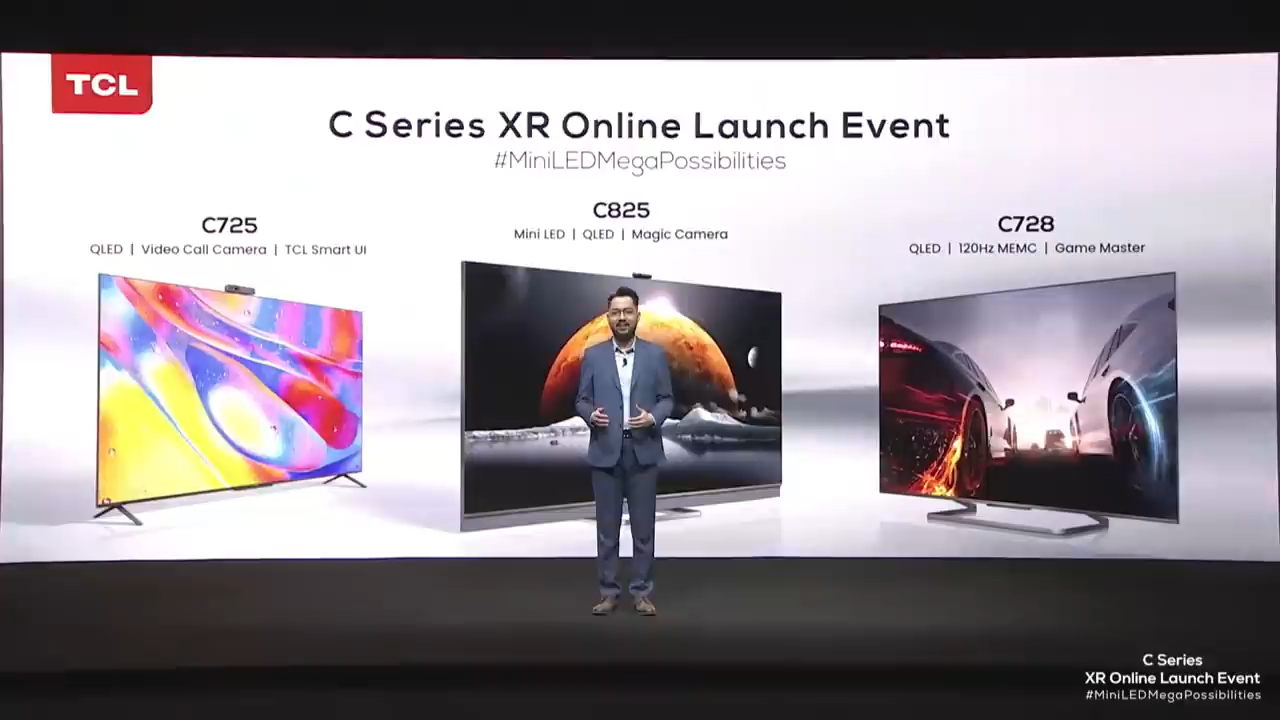 TCL
C Series XR Online Launch Event
#MiniLEDMegaPossibilities
C725
QLED | Video Call Camera | TCL Smart UI
C825
Mini LED | QLED | Magic Camera
C728
QLED | 120Hz MEMC | Game Master
C Series
XR Online Launch Event
#MiniLEDMegaPossibilities